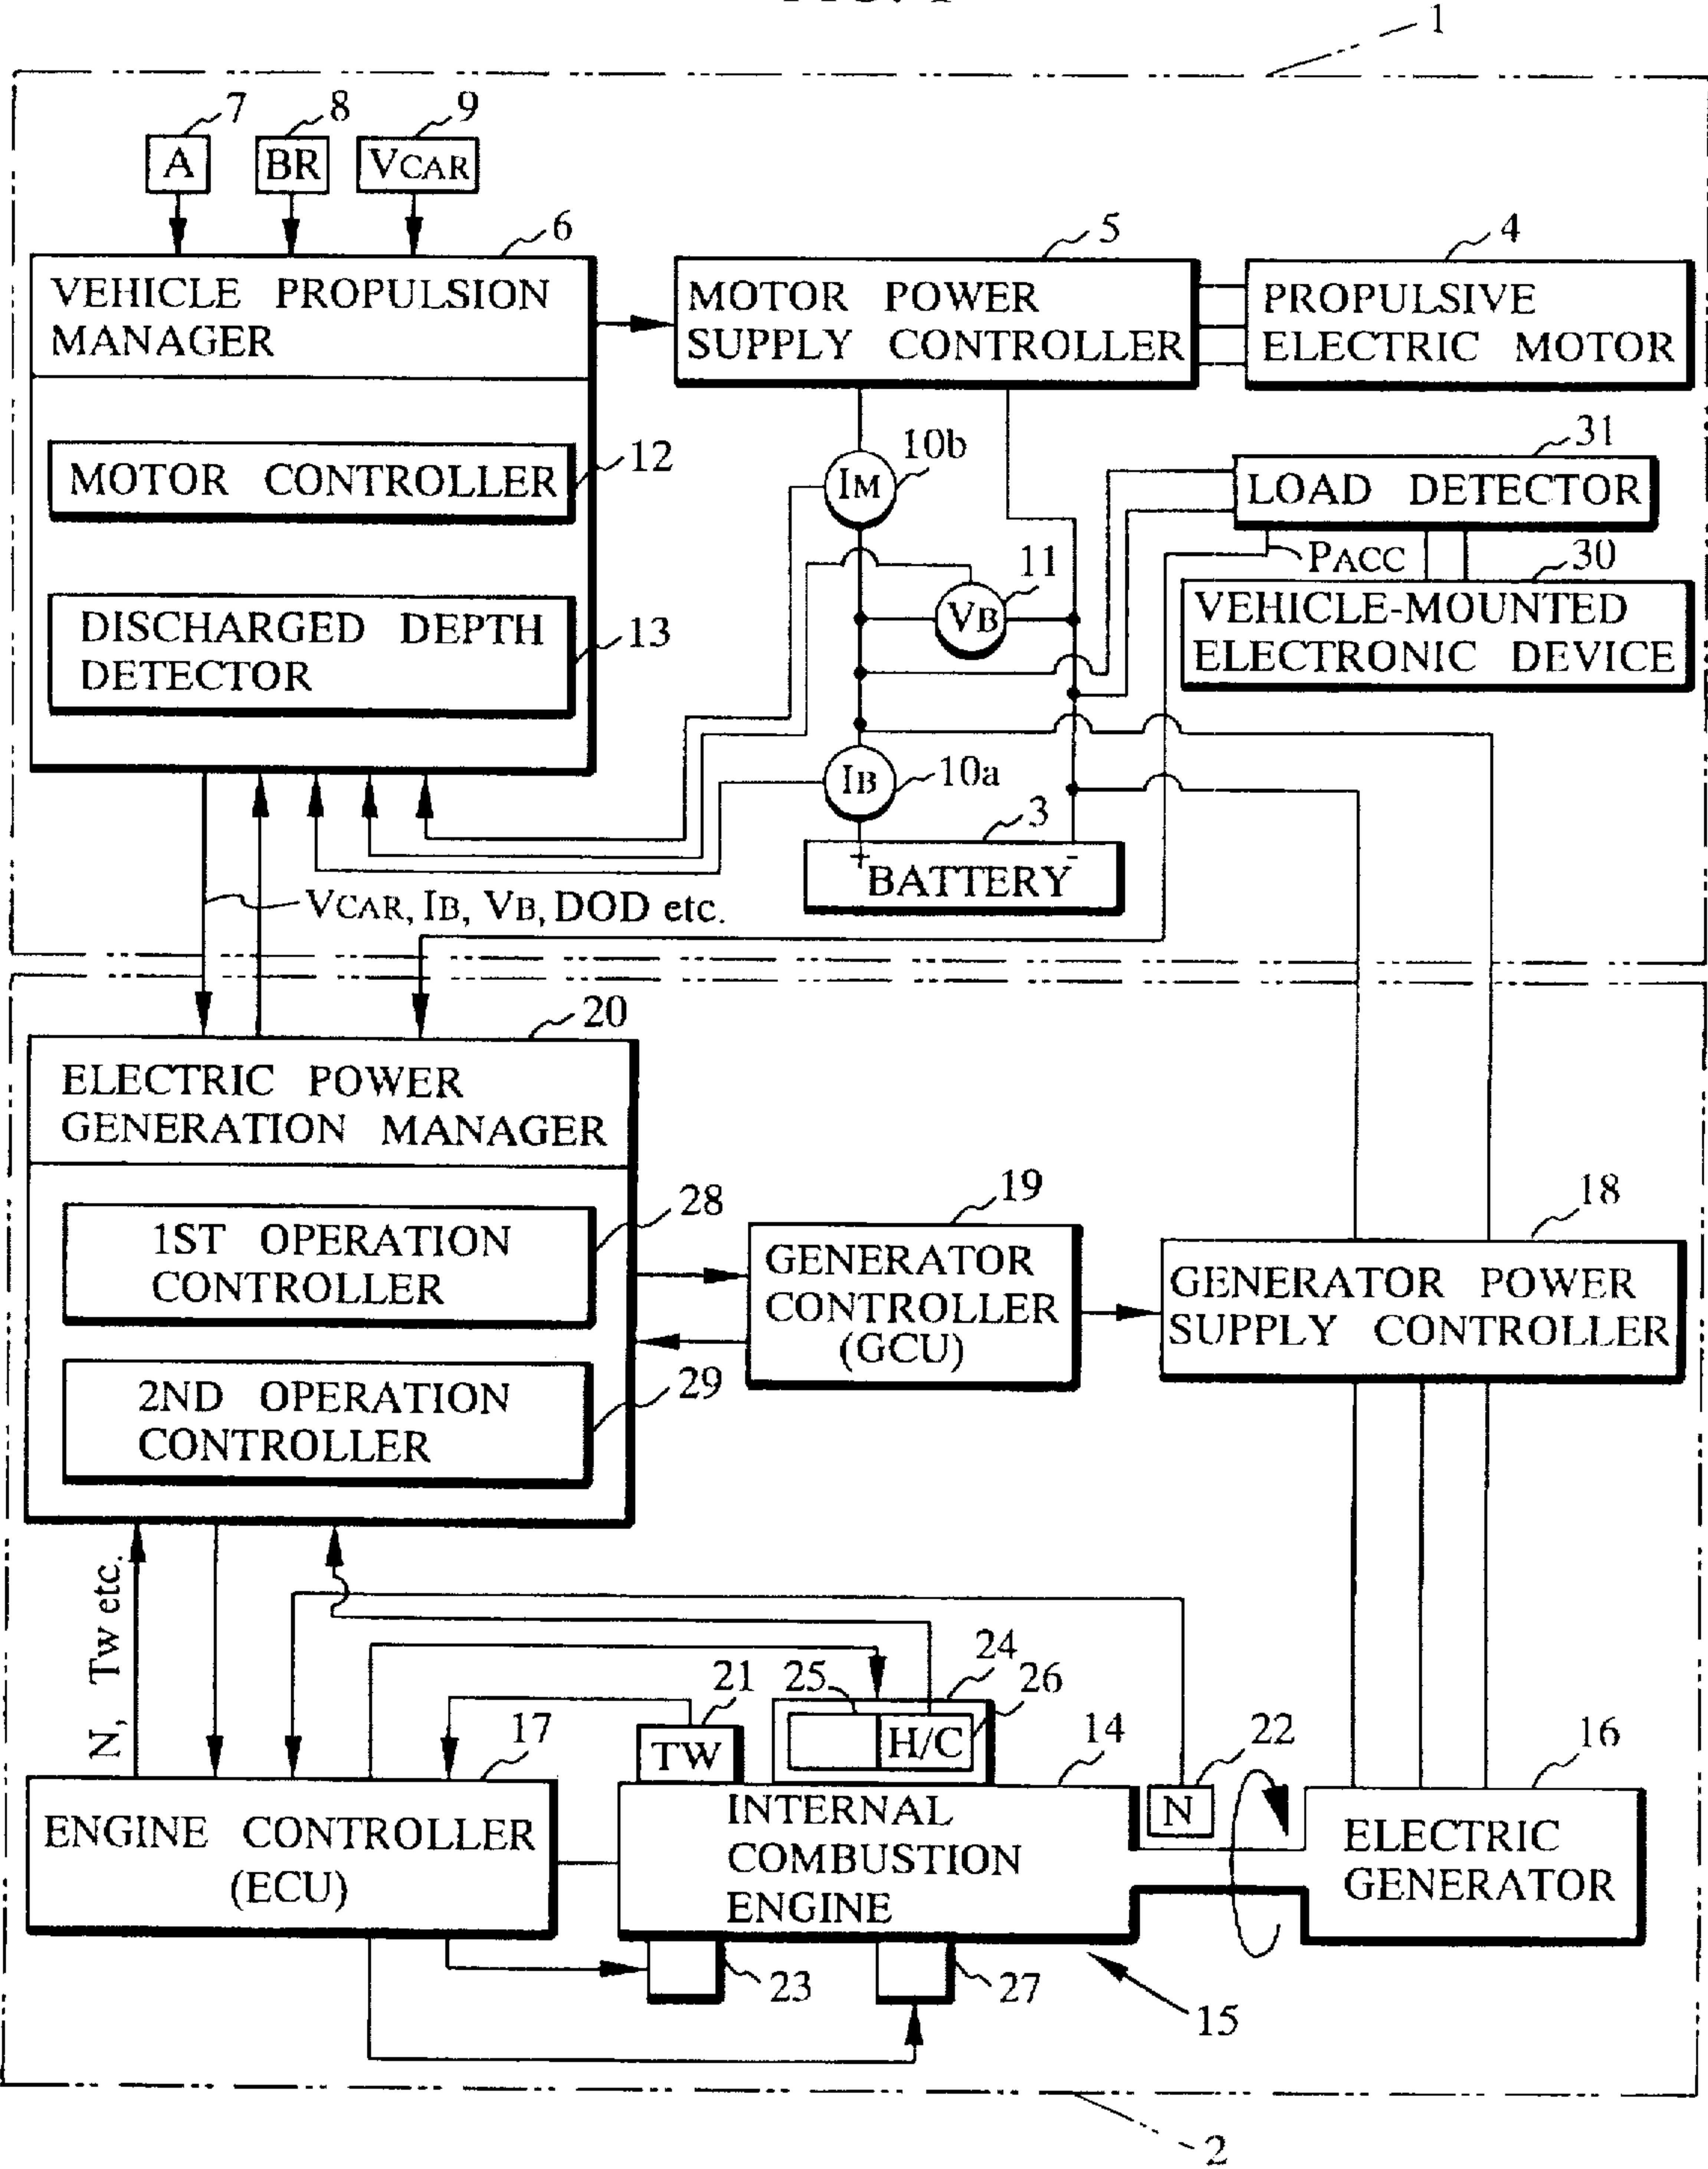 1
7
8
9
A
BR
VCAR
6
5
4
VEHICLE PROPULSION
MANAGER
MOTOR POWER
SUPPLY CONTROLLER
PROPULSIVE
ELECTRIC MOTOR
10b
31
MOTOR CONTROLLER
12
IM
LOAD DETECTOR
11
PACC
30
DISCHARGED DEPTH
DETECTOR
13
VB
VEHICLE-MOUNTED
ELECTRONIC DEVICE
IB
10a
3
+
-
BATTERY
VCAR, IB, VB, DOD etc.
20
ELECTRIC POWER
GENERATION MANAGER
28
19
18
1ST OPERATION
CONTROLLER
GENERATOR
CONTROLLER
(GCU)
GENERATOR POWER
SUPPLY CONTROLLER
29
2ND OPERATION
CONTROLLER
N, Tw etc.
24
25
26
21
17
14
22
16
TW
H/C
N
ENGINE CONTROLLER
(ECU)
INTERNAL
COMBUSTION
ENGINE
ELECTRIC
GENERATOR
23
27
15
2